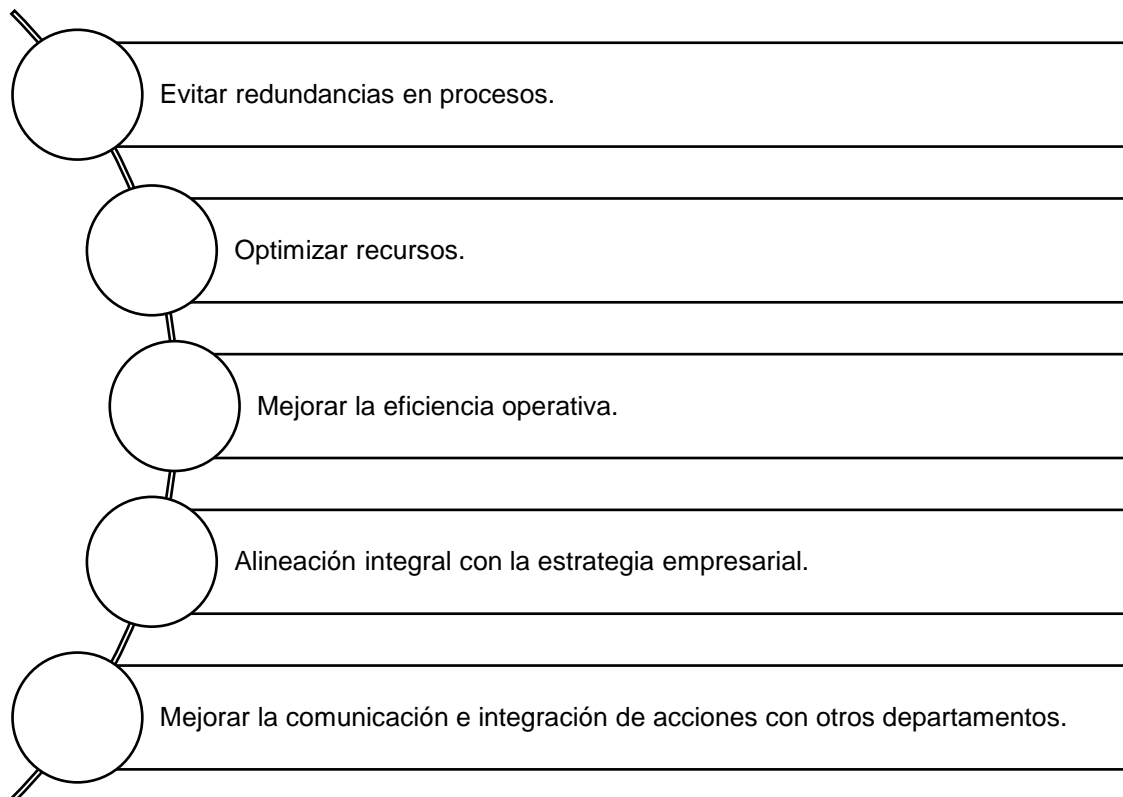 Evitar redundancias en procesos.
Optimizar recursos.
Mejorar la eficiencia operativa.
Alineación integral con la estrategia empresarial.
Mejorar la comunicación e integración de acciones con otros departamentos.